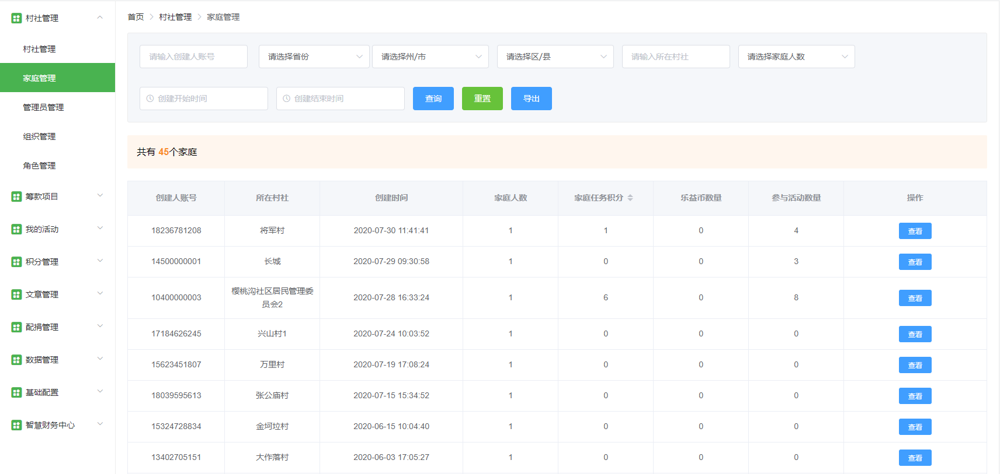 村社管理
村社管理
家庭管理
管理员管理
组织管理
角色管理
筹款项目
我的活动
积分管理
文章管理
配捐管理
数据管理
基础配置
智慧财务中心
首页 村社管理 家庭管理
请输入创建人账号 请选择省份 请选择州/市 请选择区/县 请输入所在村社 请选择家庭人数
创建开始时间 创建结束时间 查询 重置 导出
共有 45个家庭
创建人账号 所在村社 创建时间 家庭人数 家庭任务积分 乐益币数量 参与活动数量 操作
18236781208 将军村 2020-07-30 11:41:41 1 1 0 4 查看
14500000001 长城 2020-07-29 09:30:58 1 0 0 3 查看
10400000003 樱桃沟社区居民管理委
员会2 2020-07-28 16:33:24 1 6 0 8 查看
17184626245 兴山村1 2020-07-24 10:03:52 1 0 0 0 查看
15623451807 万里村 2020-07-19 17:08:24 1 0 0 0 查看
18039595613 张公庙村 2020-07-15 15:34:52 1 0 0 0 查看
15324728834 金坷垃村 2020-06-15 10:04:40 1 0 0 0 查看
13402705151 大作落村 2020-06-03 17:05:27 1 0 0 0 查看